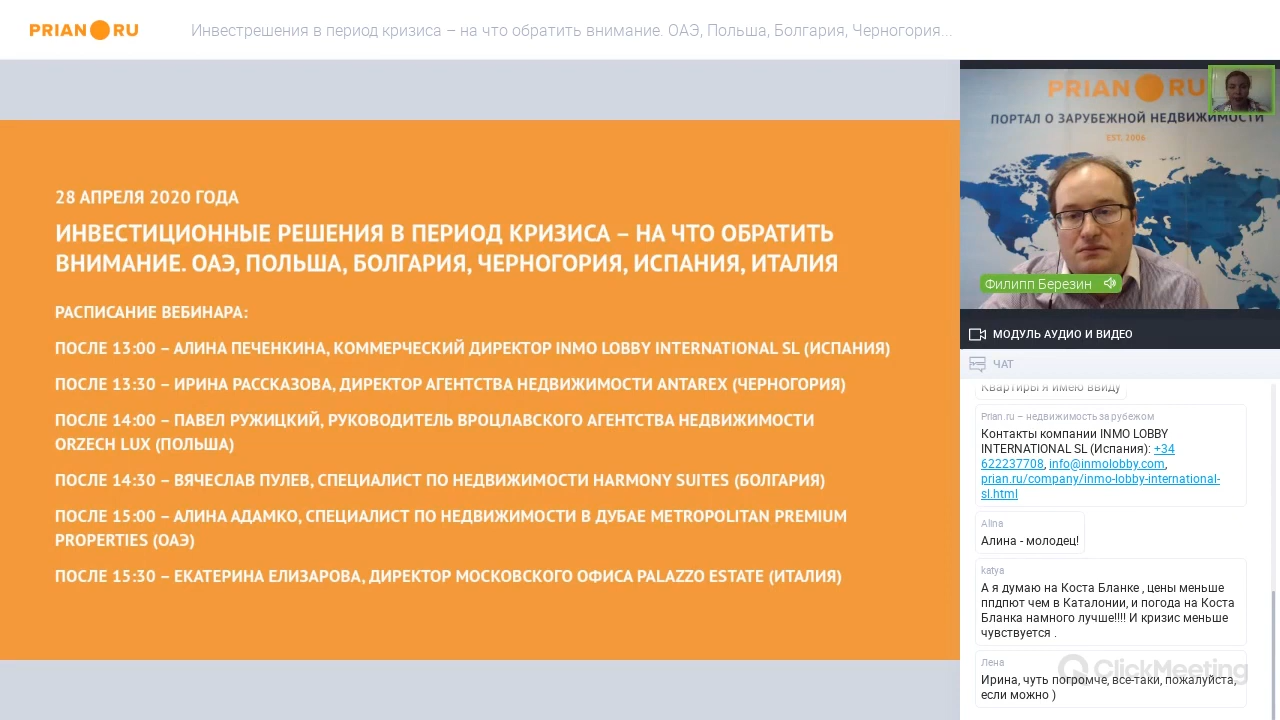 PRIAN RU
Инвестрешения в период кризиса – на что обратить внимание. ОАЭ, Польша, Болгария, Черногория...
28 АПРЕЛЯ 2020 ГОДА
ИНВЕСТИЦИОННЫЕ РЕШЕНИЯ В ПЕРИОД КРИЗИСА – НА ЧТО ОБРАТИТЬ
ВНИМАНИЕ. ОАЭ, ПОЛЬША, БОЛГАРИЯ, ЧЕРНОГОРИЯ, ИСПАНИЯ, ИТАЛИЯ
РАСПИСАНИЕ ВЕБИНАРА:
ПОСЛЕ 13:00 – АЛИНА ПЕЧЕНКИНА, КОММЕРЧЕСКИЙ ДИРЕКТОР INMO LOBBY INTERNATIONAL SL (ИСПАНИЯ)
ПОСЛЕ 13:30 – ИРИНА РАССКАЗОВА, ДИРЕКТОР АГЕНТСТВА НЕДВИЖИМОСТИ ANTAREX (ЧЕРНОГОРИЯ)
ПОСЛЕ 14:00 – ПАВЕЛ РУЖИЦКИЙ, РУКОВОДИТЕЛЬ ВРОЦЛАВСКОГО АГЕНТСТВА НЕДВИЖИМОСТИ
ORZECH LUX (ПОЛЬША)
ПОСЛЕ 14:30 – ВЯЧЕСЛАВ ПУЛЕВ, СПЕЦИАЛИСТ ПО НЕДВИЖИМОСТИ HARMONY SUITES (БОЛГАРИЯ)
ПОСЛЕ 15:00 – АЛИНА АДАМКО, СПЕЦИАЛИСТ ПО НЕДВИЖИМОСТИ В ДУБАЕ METROPOLITAN PREMIUM
PROPERTIES (ОАЭ)
ПОСЛЕ 15:30 – ЕКАТЕРИНА ЕЛИЗАРОВА, ДИРЕКТОР МОСКОВСКОГО ОФИСА PALAZZO ESTATE (ИТАЛИЯ)
PRIAN RU
ПОРТАЛ О ЗАРУБЕЖНОЙ НЕДВИЖИМОСТИ
EST. 2006
Филипп Березин
МОДУЛЬ АУДИО И ВИДЕО
ЧАТ
Квартиры я имею ввиду
Prian.ru – недвижимость за рубежом
Контакты компании INMO LOBBY
INTERNATIONAL SL (Испания): +34
622237708, info@inmolobby.com,
prian.ru/company/inmo-lobby-international-
sl.html
Alina
Алина - молодец!
katya
А я думаю на Коста Бланке , цены меньше
ппдпют чем в Каталонии, и погода на Коста
Бланка намного лучше!!!! И кризис меньше
чувствуется .
Лена
Ирина, чуть погромче, все-таки, пожалуйста,
если можно )
ClickMeeting